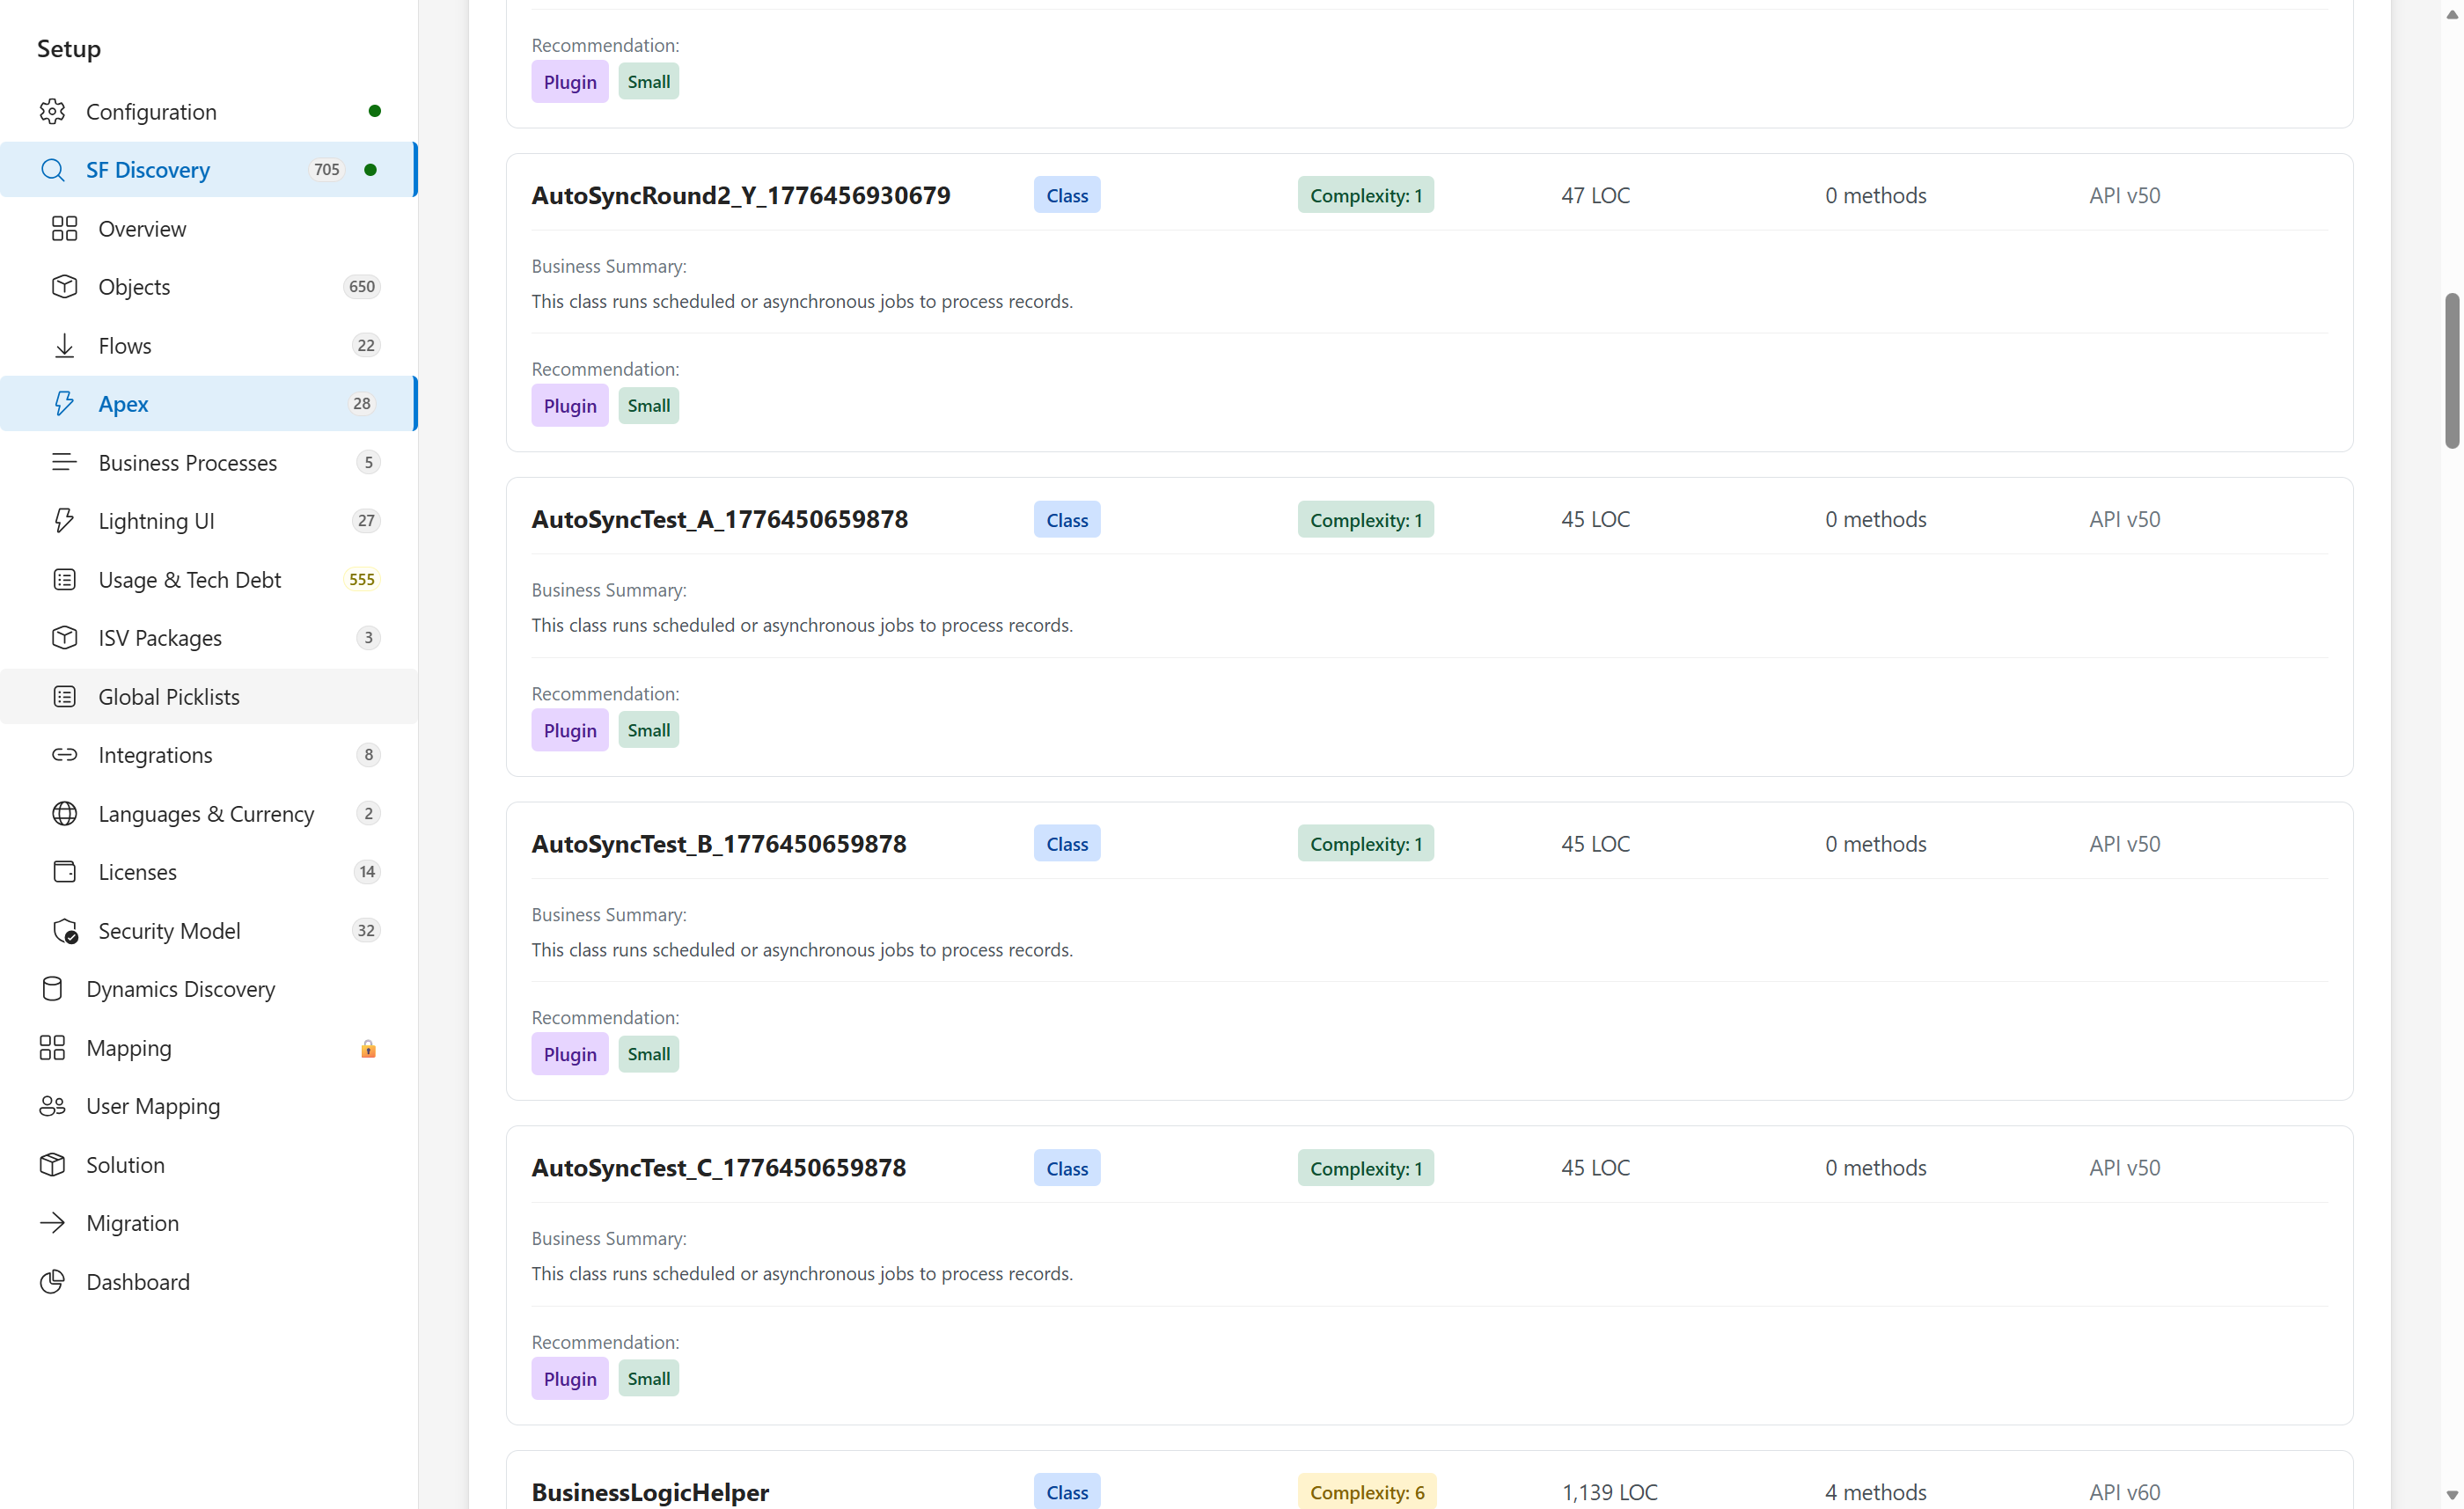 Setup
Configuration
SF Discovery 705
Overview
Objects 650
Flows 22
Apex 28
Business Processes 5
Lightning UI 27
Usage & Tech Debt 555
ISV Packages 3
Global Picklists
Integrations 8
Languages & Currency 2
Licenses 14
Security Model 32
Dynamics Discovery
Mapping
User Mapping
Solution
Migration
Dashboard
Recommendation:
Plugin Small
AutoSyncRound2_Y_1776456930679 Class Complexity: 1 47 LOC 0 methods API v50
Business Summary:
This class runs scheduled or asynchronous jobs to process records.
Recommendation:
Plugin Small
AutoSyncTest_A_1776450659878 Class Complexity: 1 45 LOC 0 methods API v50
Business Summary:
This class runs scheduled or asynchronous jobs to process records.
Recommendation:
Plugin Small
AutoSyncTest_B_1776450659878 Class Complexity: 1 45 LOC 0 methods API v50
Business Summary:
This class runs scheduled or asynchronous jobs to process records.
Recommendation:
Plugin Small
AutoSyncTest_C_1776450659878 Class Complexity: 1 45 LOC 0 methods API v50
Business Summary:
This class runs scheduled or asynchronous jobs to process records.
Recommendation:
Plugin Small
BusinessLogicHelper Class Complexity: 6 1,139 LOC 4 methods API v60